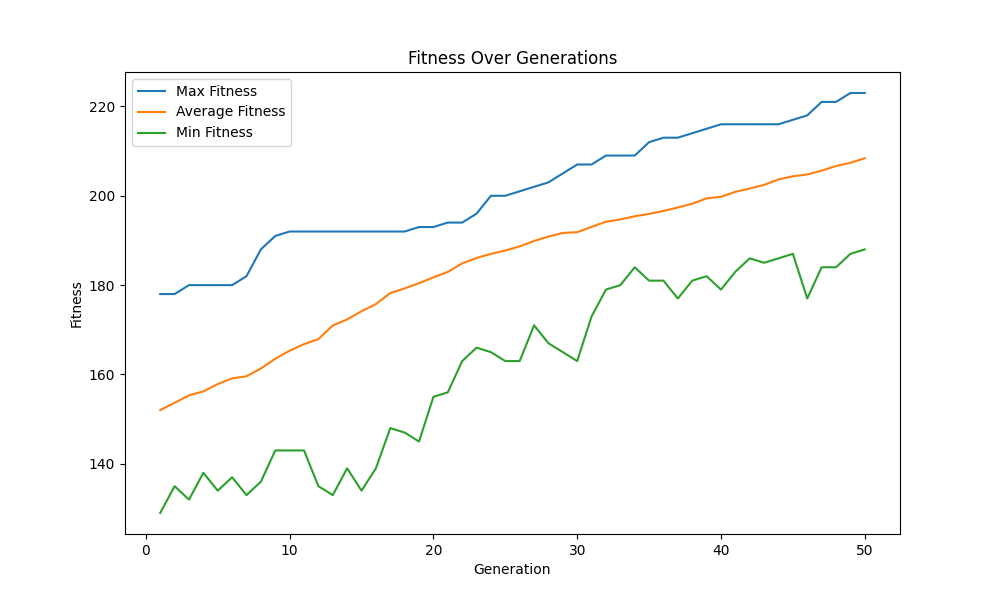 Fitness Over Generations
Max Fitness
Average Fitness
Min Fitness
220
200
180
160
140
Fitness
0 10 20 30 40 50
Generation